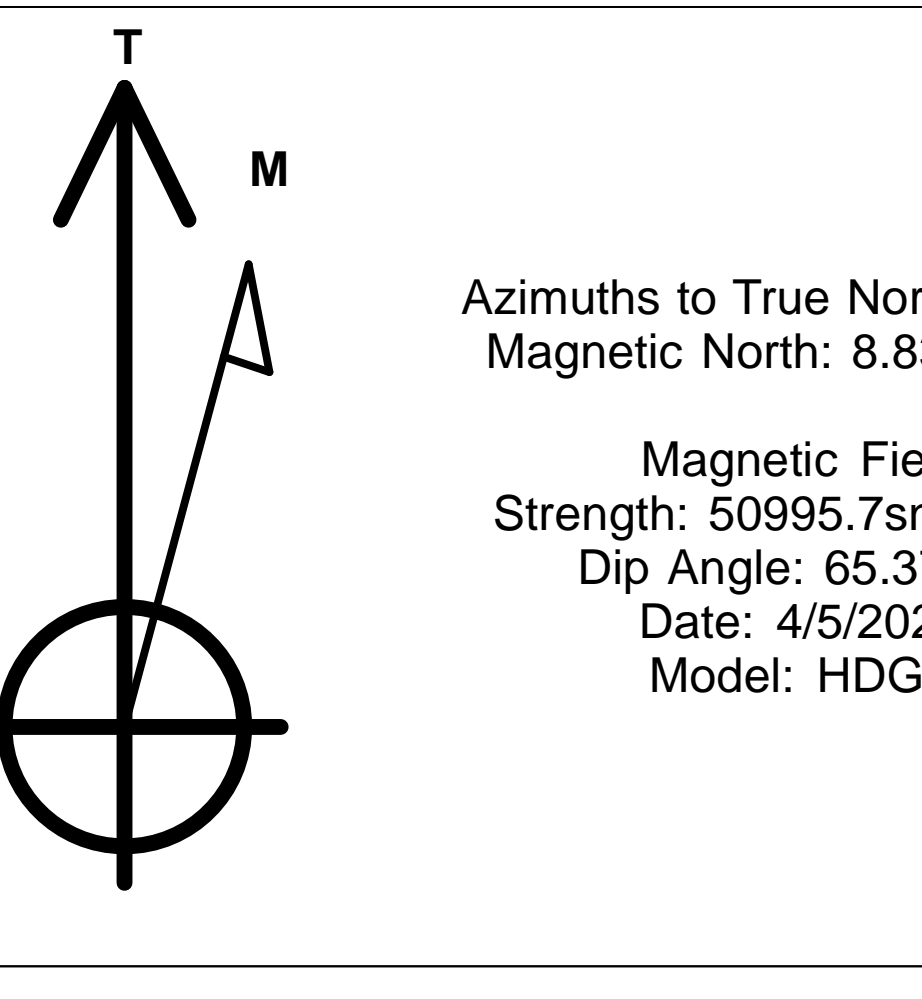 T
M
Azimuths to True Nor
Magnetic North: 8.8
Magnetic Fie
Strength: 50995.7s
Dip Angle: 65.3
Date: 4/5/202
Model: HDG